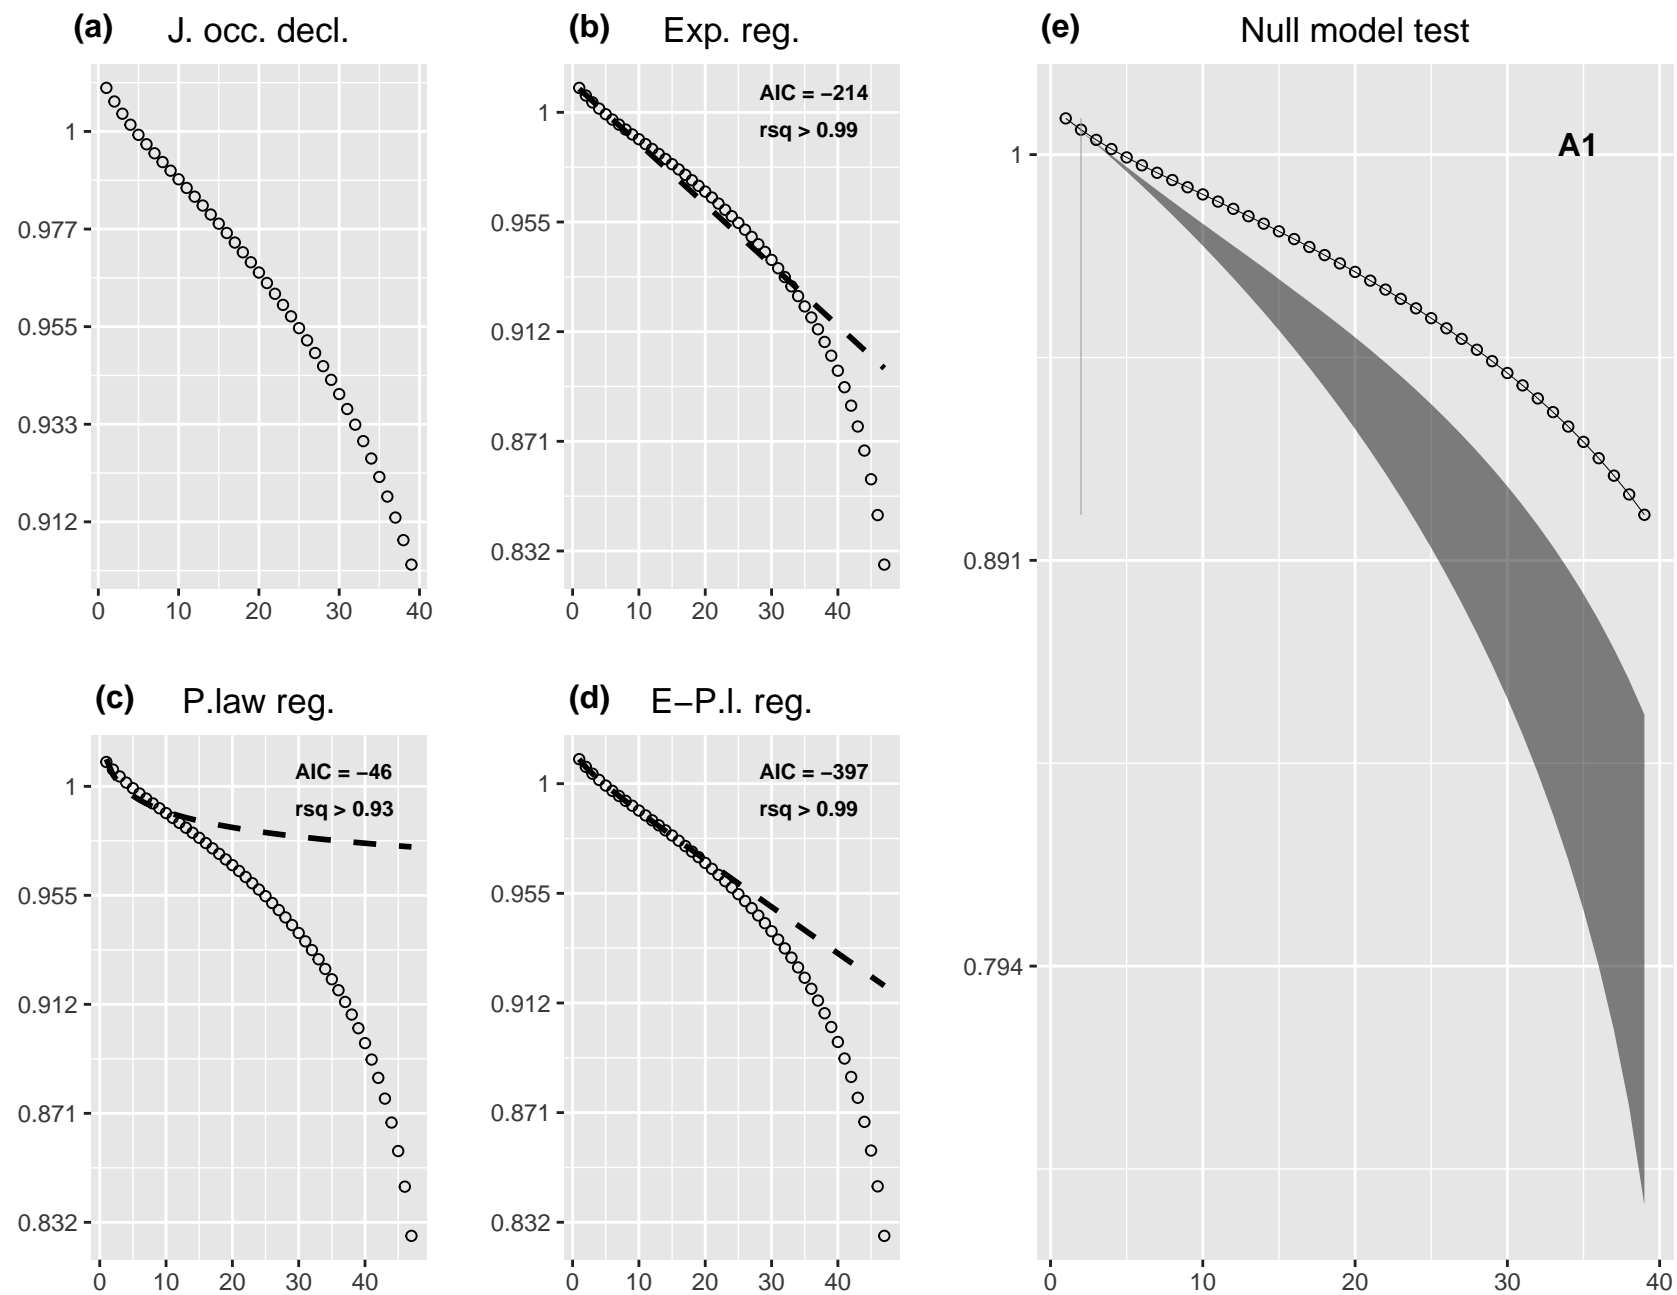 (a) J. occ. decl.
1
0.977
0.955
0.933
0.912
0 10 20 30 40
(b) Exp. reg.
AIC = −214
rsq > 0.99
1
0.955
0.912
0.871
0.832
0 10 20 30 40
(c) P.law reg.
AIC = −46
rsq > 0.93
1
0.955
0.912
0.871
0.832
0 10 20 30 40
(d) E−P.l. reg.
AIC = −397
rsq > 0.99
1
0.955
0.912
0.871
0.832
0 10 20 30 40
(e) Null model test
A1
1
0.891
0.794
0 10 20 30 40